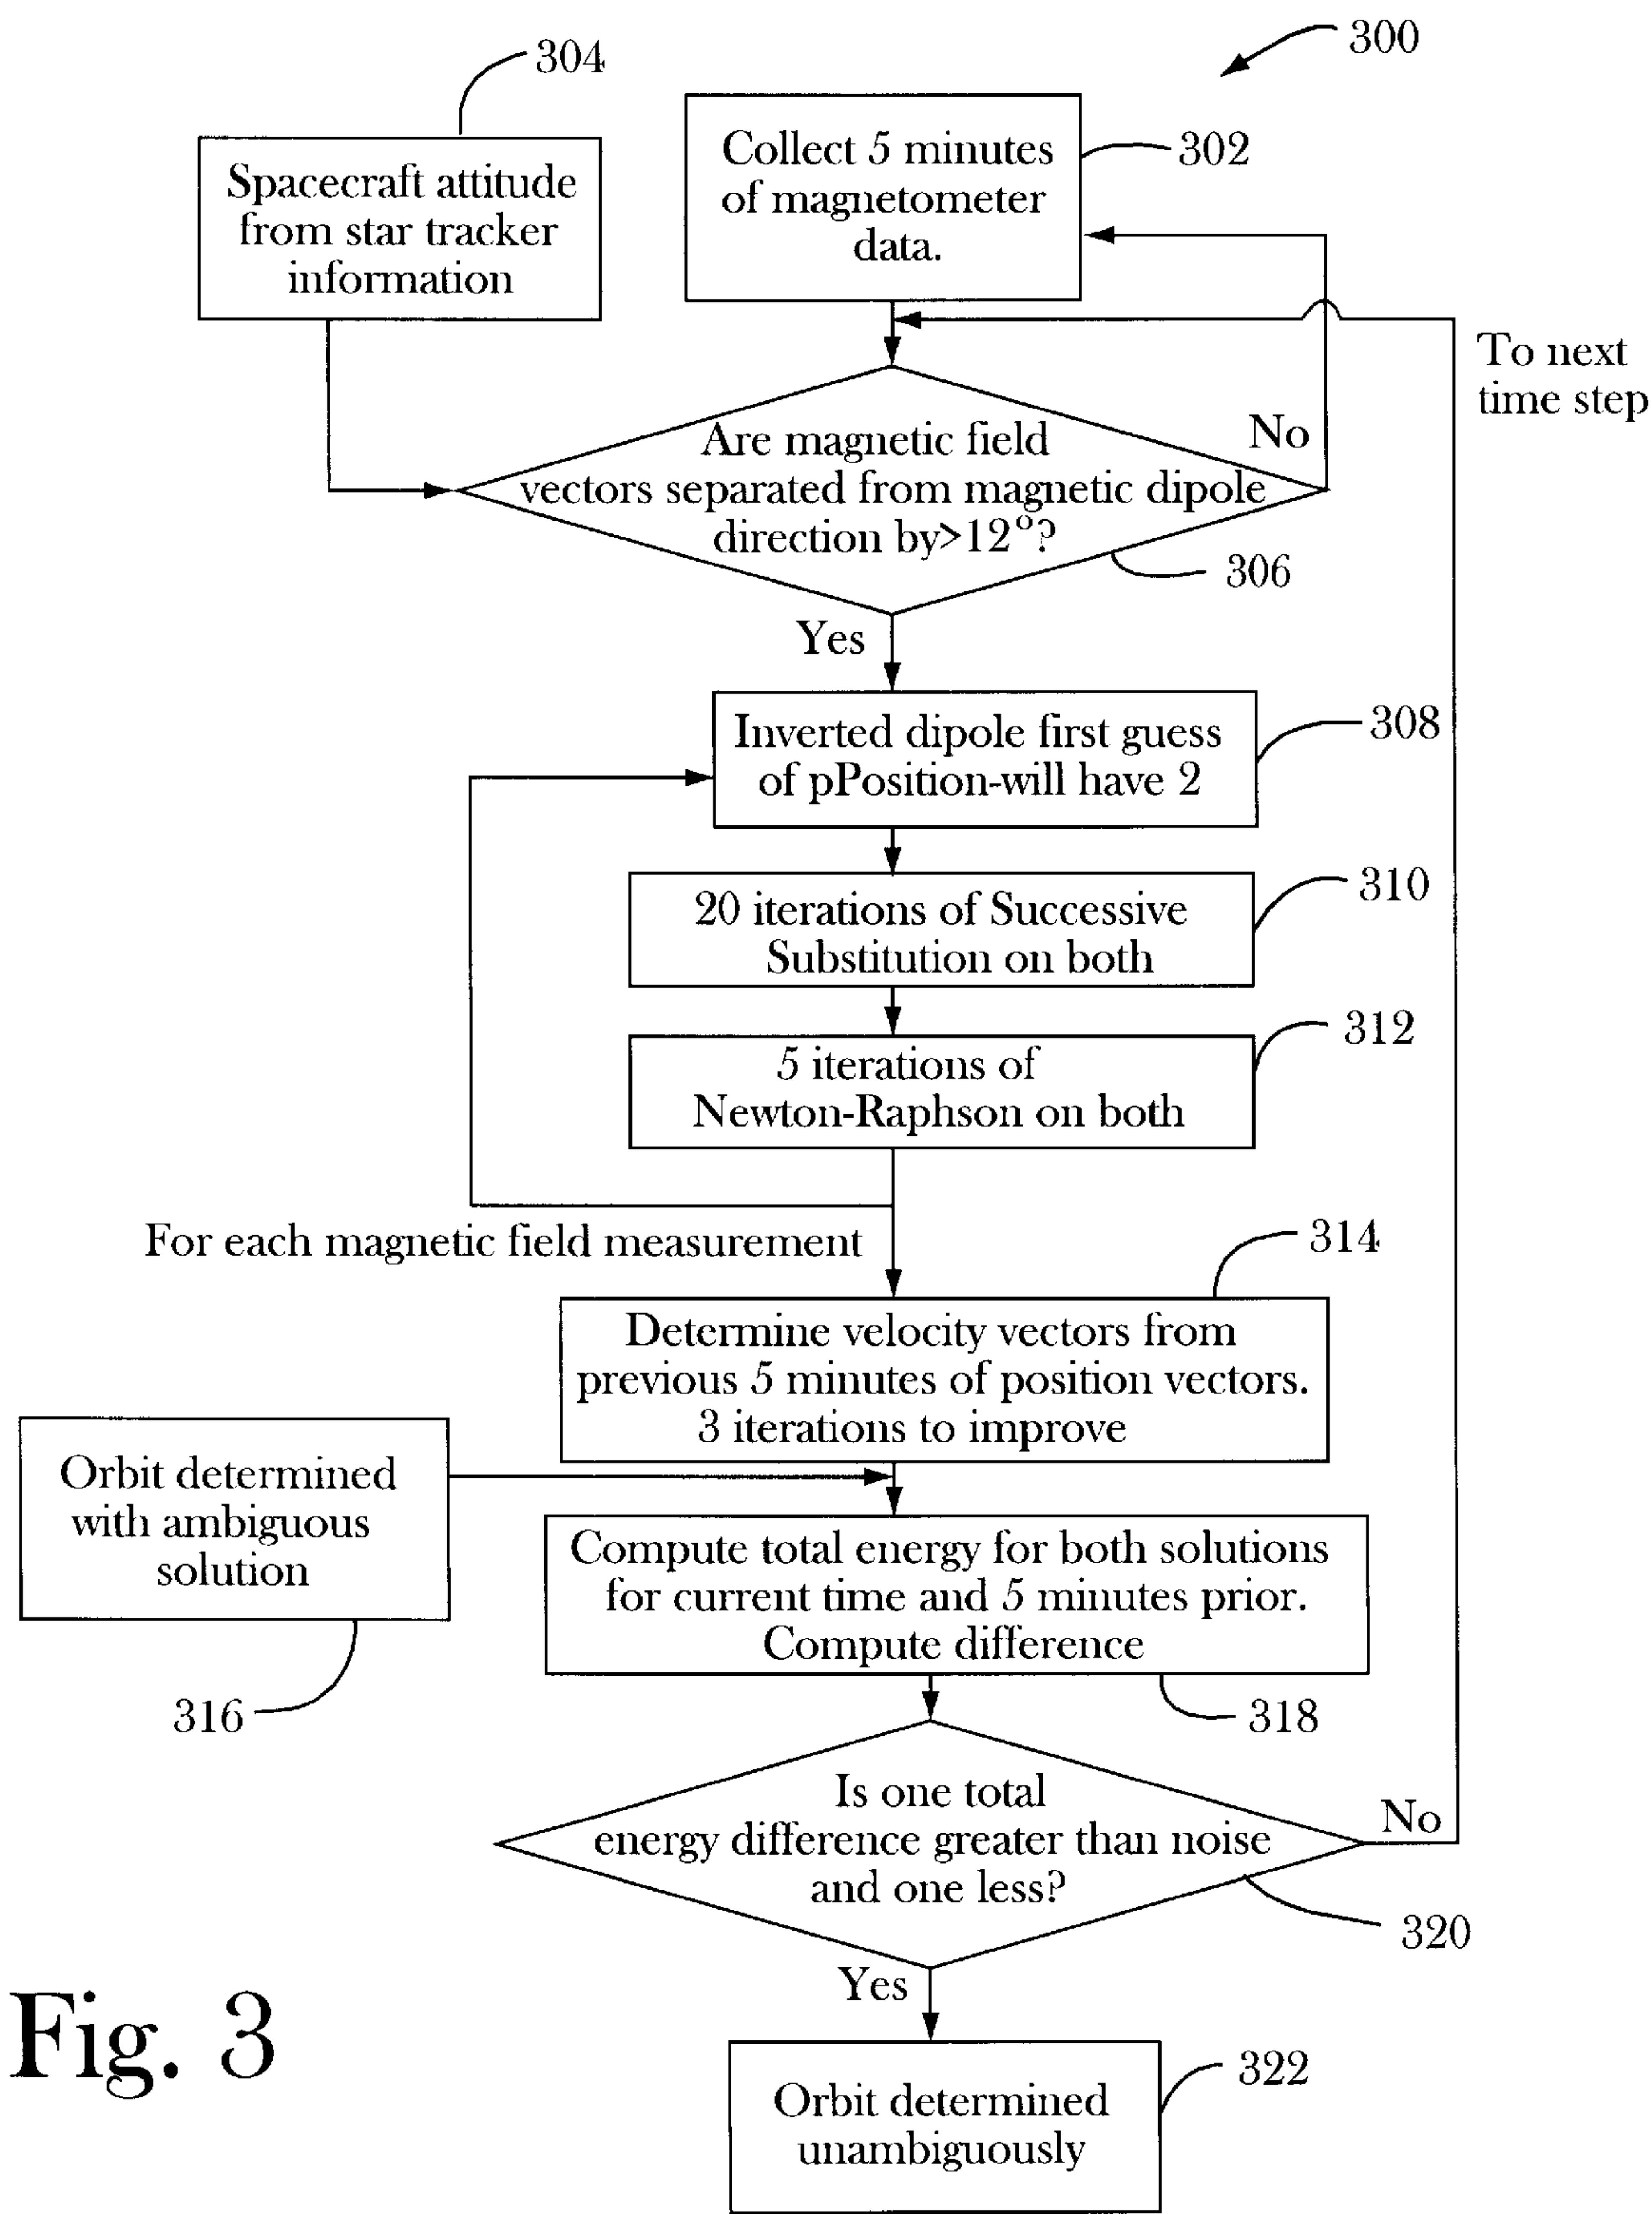 300
304
Collect 5 minutes
of magnetometer
data.
302
Spacecraft attitude
from star tracker
information
To next
time step
Are magnetic field
vectors separated from magnetic dipole
direction by>12°?
No
306
Yes
Inverted dipole first guess
of pPosition-will have 2
308
20 iterations of Successive
Substitution on both
310
5 iterations of
Newton-Raphson on both
312
For each magnetic field measurement
314
Determine velocity vectors from
previous 5 minutes of position vectors.
3 iterations to improve
Orbit determined
with ambiguous
solution
316
Compute total energy for both solutions
for current time and 5 minutes prior.
Compute difference
318
Is one total
energy difference greater than noise
and one less?
No
320
Yes
Orbit determined
unambiguously
322
Fig. 3